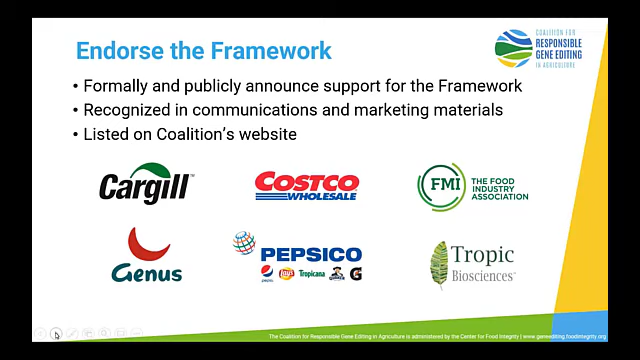 COALITION FOR
RESPONSIBLE
GENE EDITING
IN AGRICULTURE
Endorse the Framework
• Formally and publicly announce support for the Framework
• Recognized in communications and marketing materials
• Listed on Coalition's website
Cargill™
COSTCO
WHOLESALE
FMI
THE FOOD
INDUSTRY
ASSOCIATION
Genus
PEPSICO
pepsi
Lay's
Tropicana
QUAKER
G
Tropic
Biosciences
The Coalition for Responsible Gene Editing in Agriculture is administered by the Center for Food Integrity | www.geneediting.foodintegrity.org